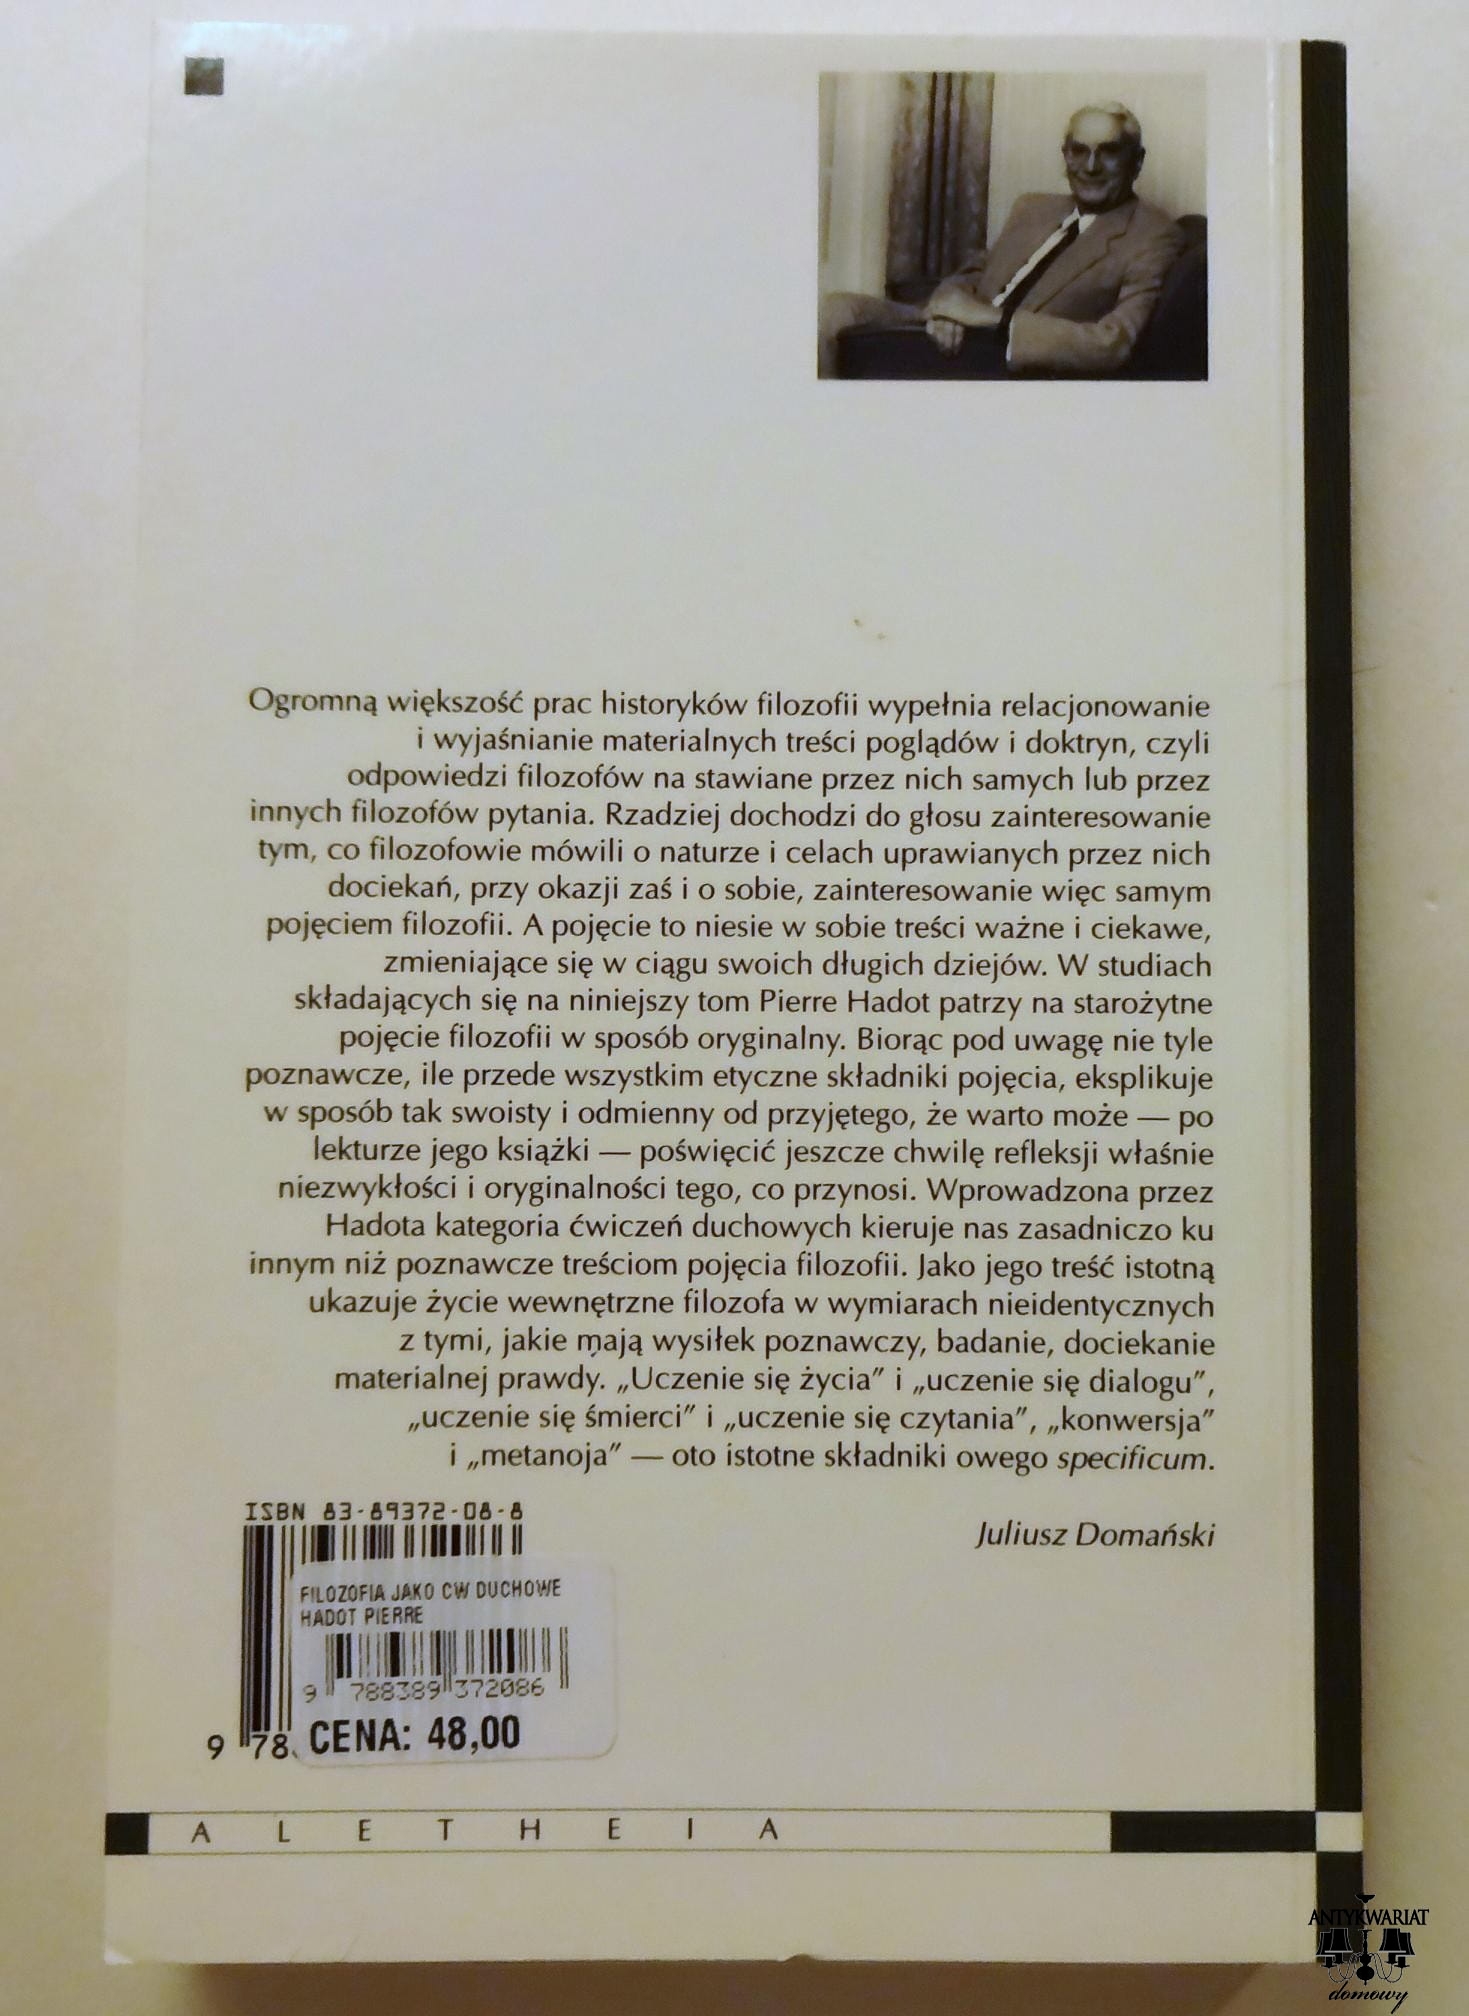 Ogromną większość prac historyków filozofii wypełnia relacjonowanie
i wyjaśnianie materialnych treści poglądów i doktryn, czyli
odpowiedzi filozofów na stawiane przez nich samych lub przez
innych filozofów pytania. Rzadziej dochodzi do głosu zainteresowanie
tym, co filozofowie mówili o naturze i celach uprawianych przez nich
dociekań, przy okazji zaś i o sobie, zainteresowanie więc samym
pojęciem filozofii. A pojęcie to niesie w sobie treści ważne i ciekawe,
zmieniające się w ciągu swoich długich dziejów. W studiach
składających się na niniejszy tom Pierre Hadot patrzy na starożytne
pojęcie filozofii w sposób oryginalny. Biorąc pod uwagę nie tyle
poznawcze, ile przede wszystkim etyczne składniki pojęcia, eksplikuje
w sposób tak swoisty i odmienny od przyjętego, że warto może — po
lekturze jego książki — poświęcić jeszcze chwilę refleksji właśnie
niezwykłości i oryginalności tego, co przynosi. Wprowadzona przez
Hadota kategoria ćwiczeń duchowych kieruje nas zasadniczo ku
innym niż poznawcze treściom pojęcia filozofii. Jako jego treść istotną
ukazuje życie wewnętrzne filozofa w wymiarach nieidentycznych
z tymi, jakie mają wysiłek poznawczy, badanie, dociekanie
materialnej prawdy. „Uczenie się życia” i „uczenie się dialogu”,
„uczenie się śmierci” i „uczenie się czytania”, „konwersja”
i „metanoja” — oto istotne składniki owego specificum.
Juliusz Domański
ISBN 83-89372-08-8
FILOZOFIA JAKO CW DUCHOWE
HADOT PIERRE
9 788389 372086
CENA: 48,00
9 78
ALETHEIA
ANTYKWARIAT
domowy